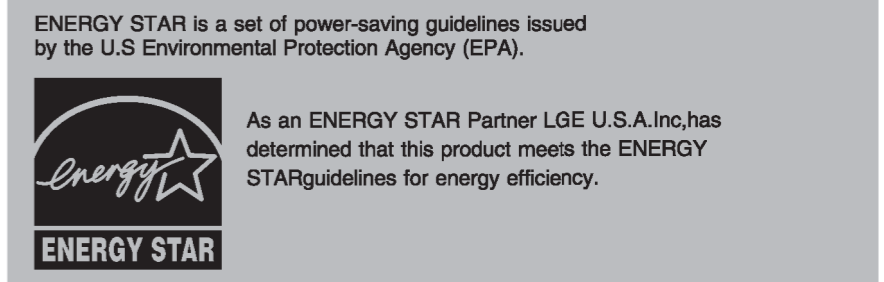 ENERGY STAR is a set of power-saving guidelines issued
by the U.S Environmental Protection Agency (EPA).
As an ENERGY STAR Partner LGE U.S.A.Inc,has
determined that this product meets the ENERGY
STARguidelines for energy efficiency.
energy
ENERGY STAR